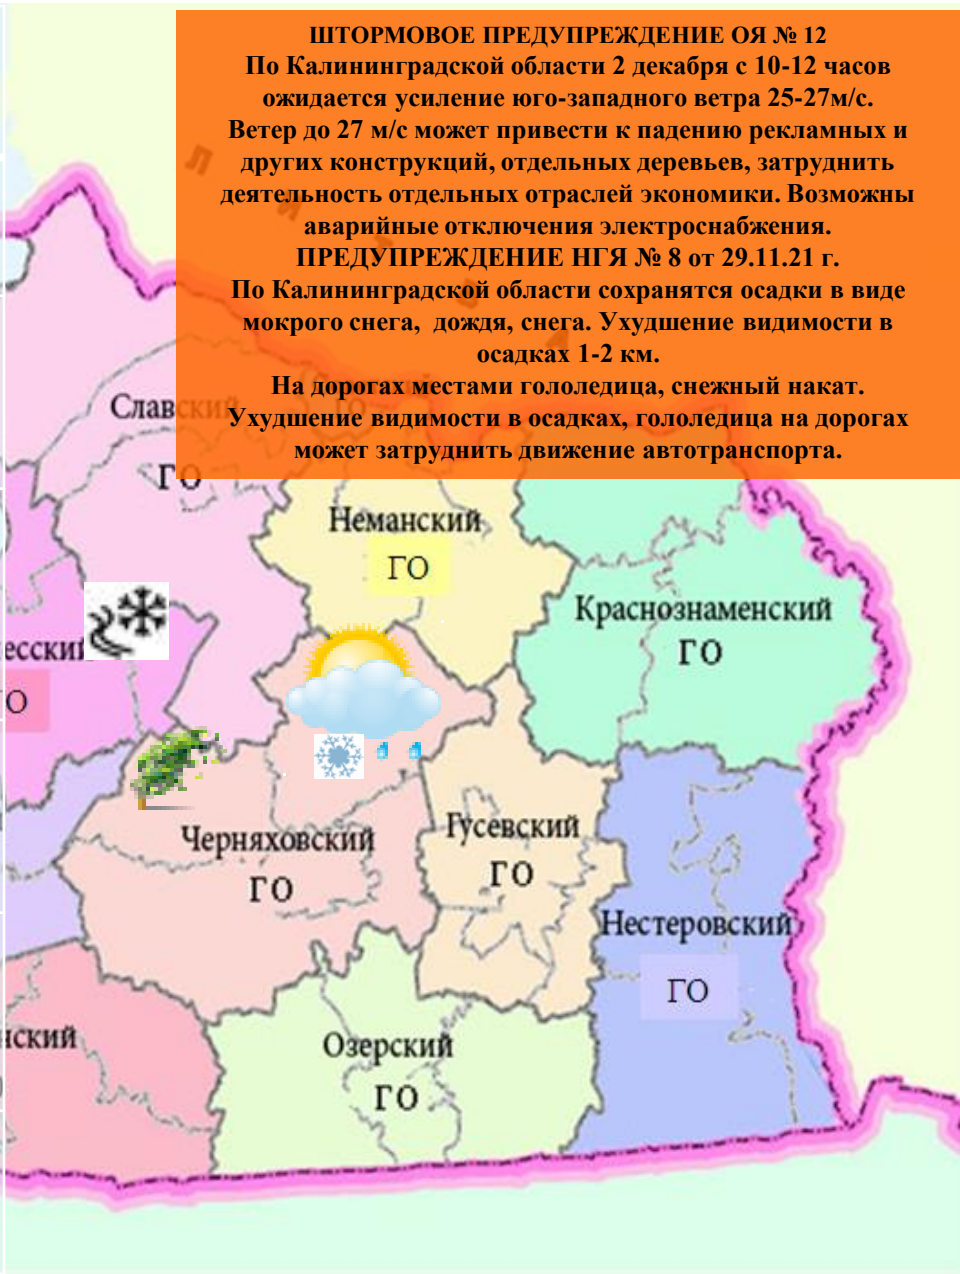 ШТОРМОВОЕ ПРЕДУПРЕЖДЕНИЕ ОЯ № 12
По Калининградской области 2 декабря с 10-12 часов
ожидается усиление юго-западного ветра 25-27м/с.
Ветер до 27 м/с может привести к падению рекламных и
других конструкций, отдельных деревьев, затруднить
деятельность отдельных отраслей экономики. Возможны
аварийные отключения электроснабжения.
ПРЕДУПРЕЖДЕНИЕ НГЯ № 8 от 29.11.21 г.
По Калининградской области сохранятся осадки в виде
мокрого снега, дождя, снега. Ухудшение видимости в
осадках 1-2 км.
На дорогах местами гололедица, снежный накат.
Ухудшение видимости в осадках, гололедица на дорогах
может затруднить движение автотранспорта.
Славский
ГО
Неманский
ГО
Краснознаменский
ГО
есский
О
Черняховский
ГО
Гусевский
ГО
Нестеровский
ГО
нский
Озерский
ГО